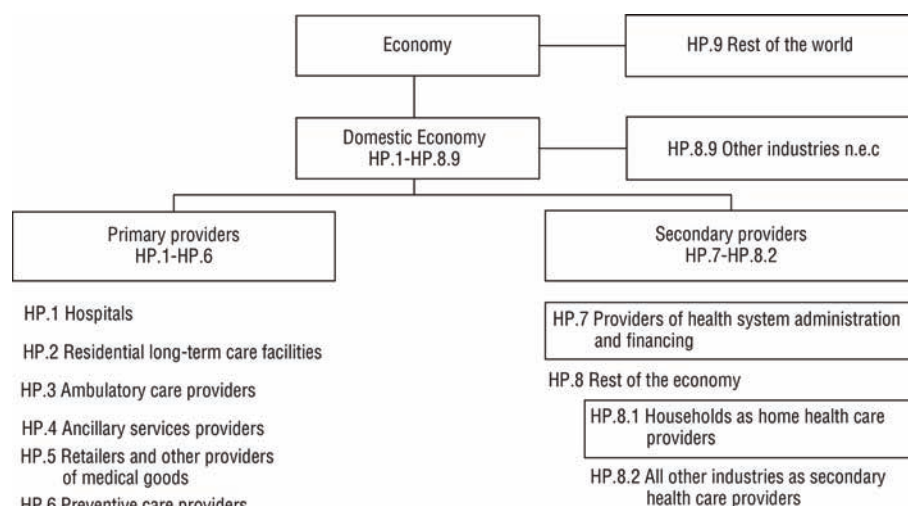 Economy
HP.9 Rest of the world
Domestic Economy
HP.1-HP.8.9
HP.8.9 Other industries n.e.c
Primary providers
HP.1-HP.6
Secondary providers
HP.7-HP.8.2
HP.1 Hospitals
HP.2 Residential long-term care facilities
HP.3 Ambulatory care providers
HP.4 Ancillary services providers
HP.5 Retailers and other providers
of medical goods
HP.6 Preventive care providers
HP.7 Providers of health system administration
and financing
HP.8 Rest of the economy
HP.8.1 Households as home health care
providers
HP.8.2 All other industries as secondary
health care providers